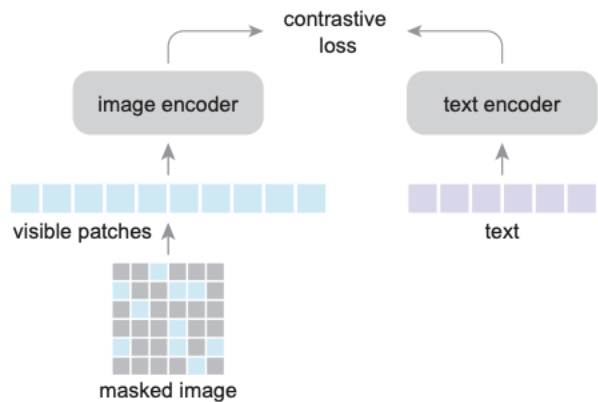 contrastive
loss
image encoder
text encoder
visible patches
text
masked image